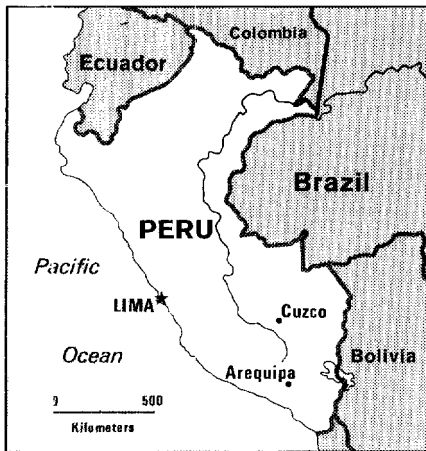 Colombia
Ecuador
Brazil
PERU
Pacific
LIMA
Cuzco
Ocean
Bolivia
Arequipa
0 500
Kilometers